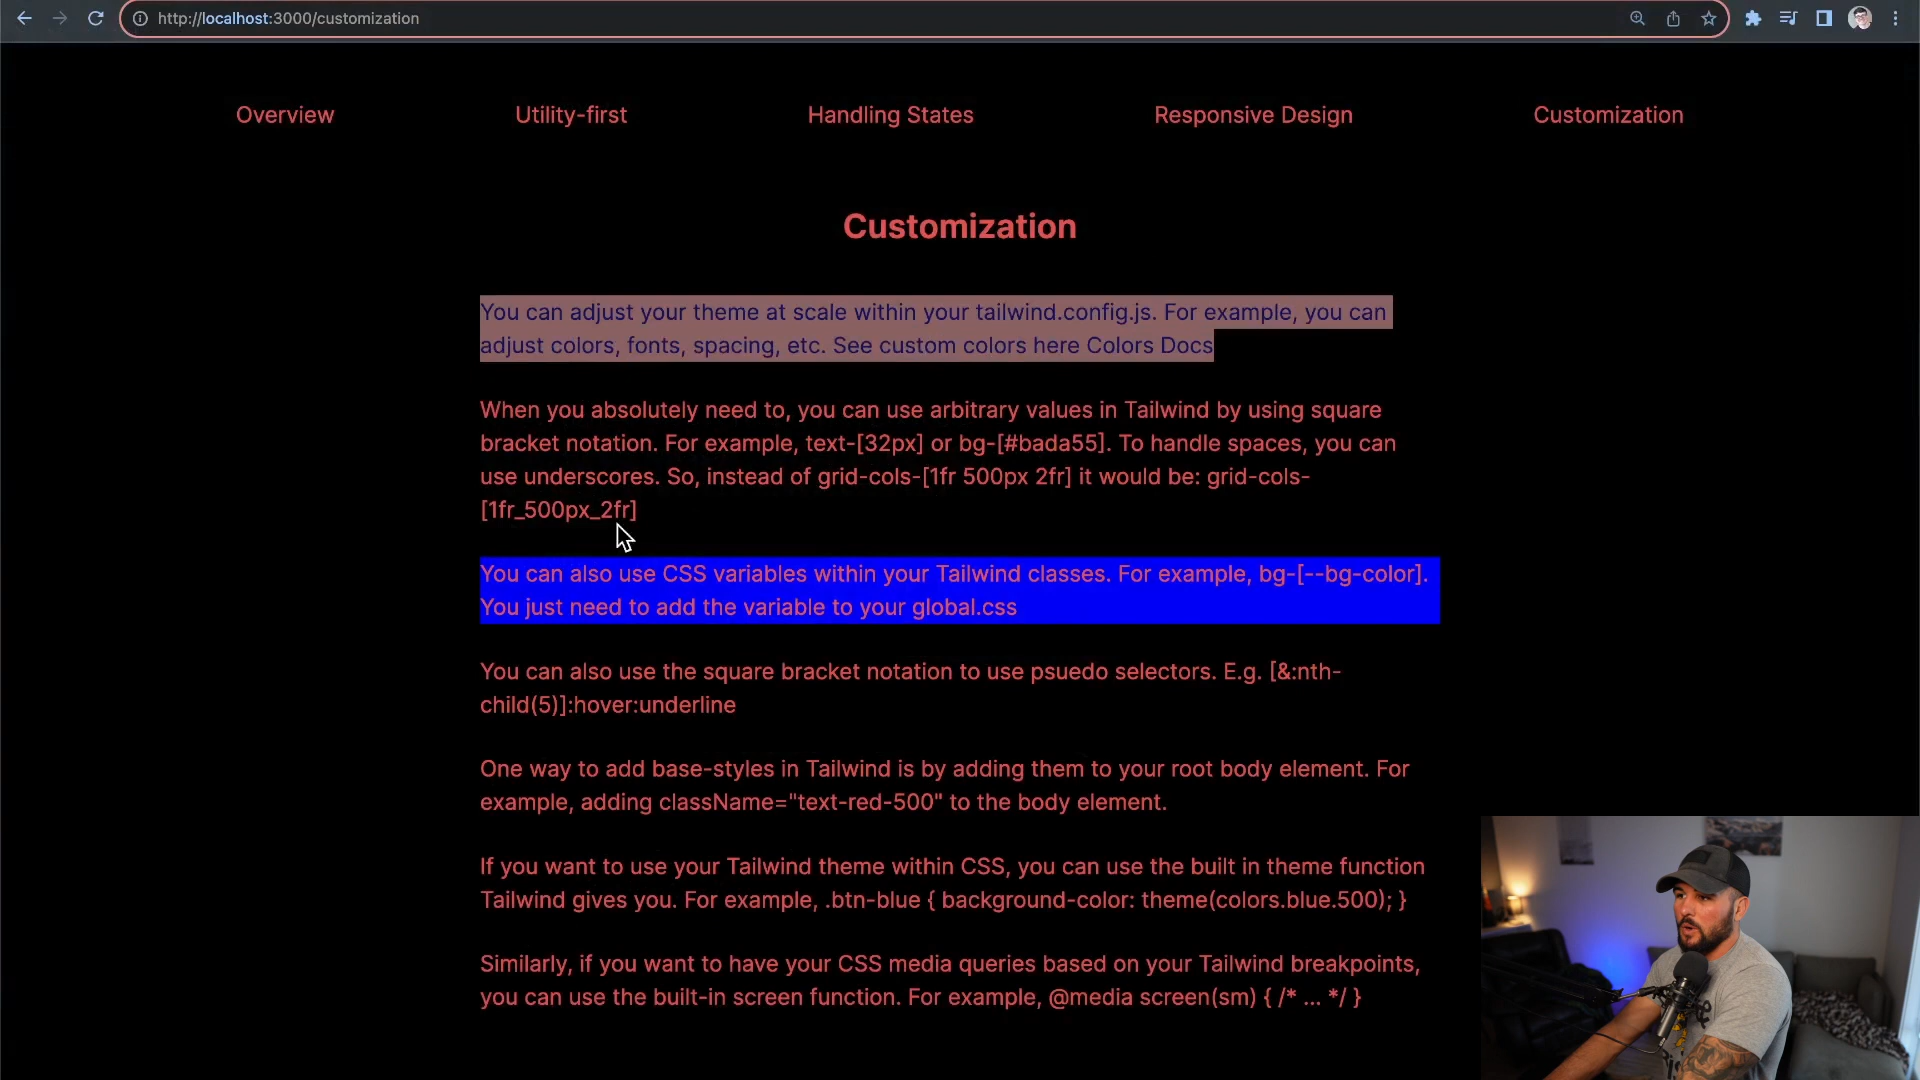 http://localhost:3000/customization
Overview Utility-first Handling States Responsive Design Customization
Customization
You can adjust your theme at scale within your tailwind.config.js. For example, you can
adjust colors, fonts, spacing, etc. See custom colors here Colors Docs
When you absolutely need to, you can use arbitrary values in Tailwind by using square
bracket notation. For example, text-[32px] or bg-[#bada55]. To handle spaces, you can
use underscores. So, instead of grid-cols-[1fr 500px 2fr] it would be: grid-cols-
[1fr_500px_2fr]
You can also use CSS variables within your Tailwind classes. For example, bg-[--bg-color].
You just need to add the variable to your global.css
You can also use the square bracket notation to use psuedo selectors. E.g. [&:nth-
child(5)]:hover:underline
One way to add base-styles in Tailwind is by adding them to your root body element. For
example, adding className="text-red-500" to the body element.
If you want to use your Tailwind theme within CSS, you can use the built in theme function
Tailwind gives you. For example, .btn-blue { background-color: theme(colors.blue.500); }
Similarly, if you want to have your CSS media queries based on your Tailwind breakpoints,
you can use the built-in screen function. For example, @media screen(sm) { /* ... */ }